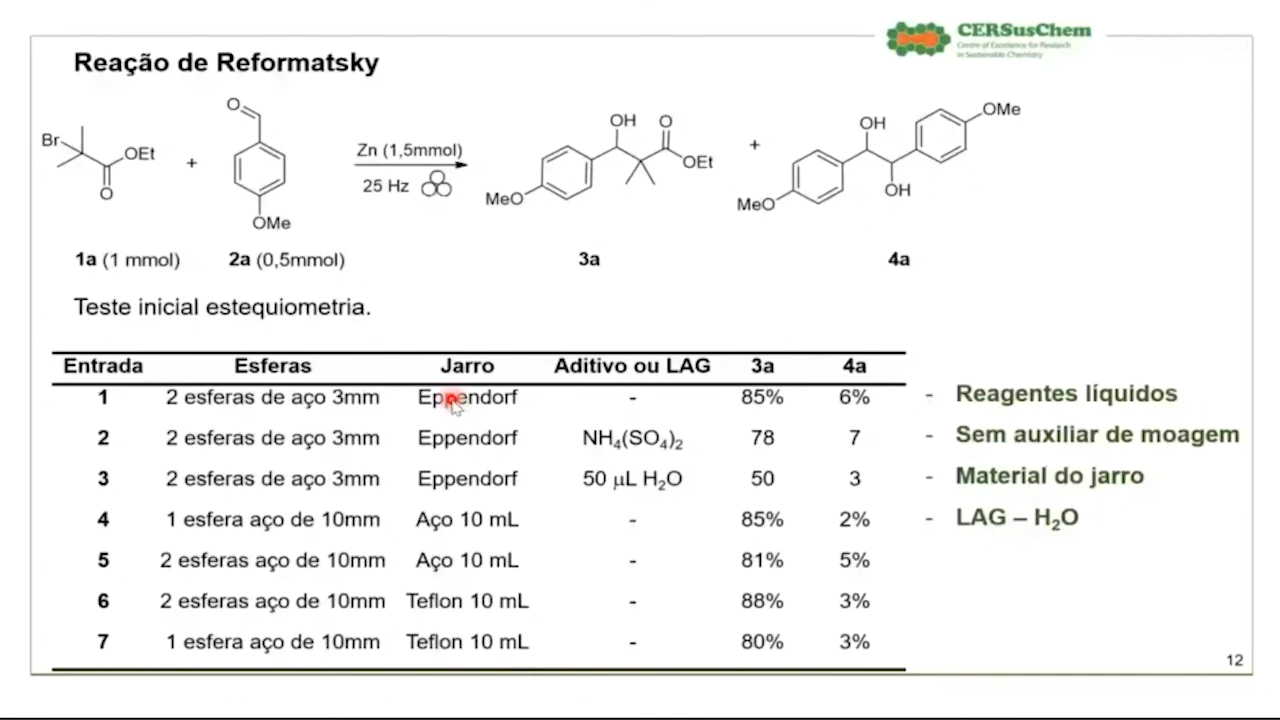 CERSusChem
Centre of Excellence for Research
in Sustainable Chemistry
Reação de Reformatsky
Br
OEt
O
+
O
OMe
Zn (1,5mmol)
25 Hz
OH
O
OEt
MeO
+
OH
OMe
OH
MeO
1a (1 mmol)
2a (0,5mmol)
3a
4a
Teste inicial estequiometria.
Entrada Esferas Jarro Aditivo ou LAG 3a 4a
1 2 esferas de aço 3mm Eppendorf - 85% 6%
2 2 esferas de aço 3mm Eppendorf NH₄(SO₄)₂ 78 7
3 2 esferas de aço 3mm Eppendorf 50 μL H₂O 50 3
4 1 esfera aço de 10mm Aço 10 mL - 85% 2%
5 2 esferas aço de 10mm Aço 10 mL - 81% 5%
6 2 esferas aço de 10mm Teflon 10 mL - 88% 3%
7 1 esfera aço de 10mm Teflon 10 mL - 80% 3%
- Reagentes líquidos
- Sem auxiliar de moagem
- Material do jarro
- LAG – H₂O
12